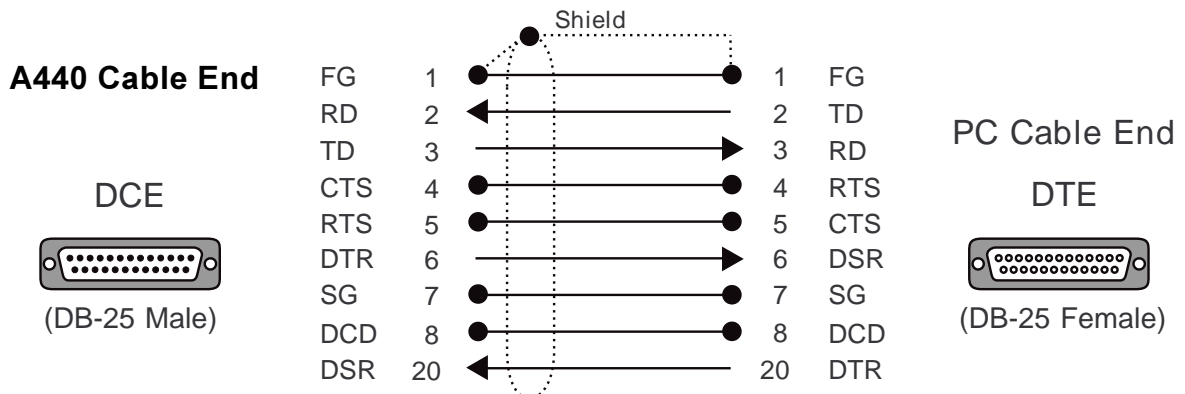 Shield
A440 Cable End
FG 1 1 FG
RD 2 2 TD
TD 3 3 RD
PC Cable End
CTS 4 4 RTS
DCE
DTE
RTS 5 5 CTS
DTR 6 6 DSR
SG 7 7 SG
(DB-25 Male)
(DB-25 Female)
DCD 8 8 DCD
DSR 20 20 DTR